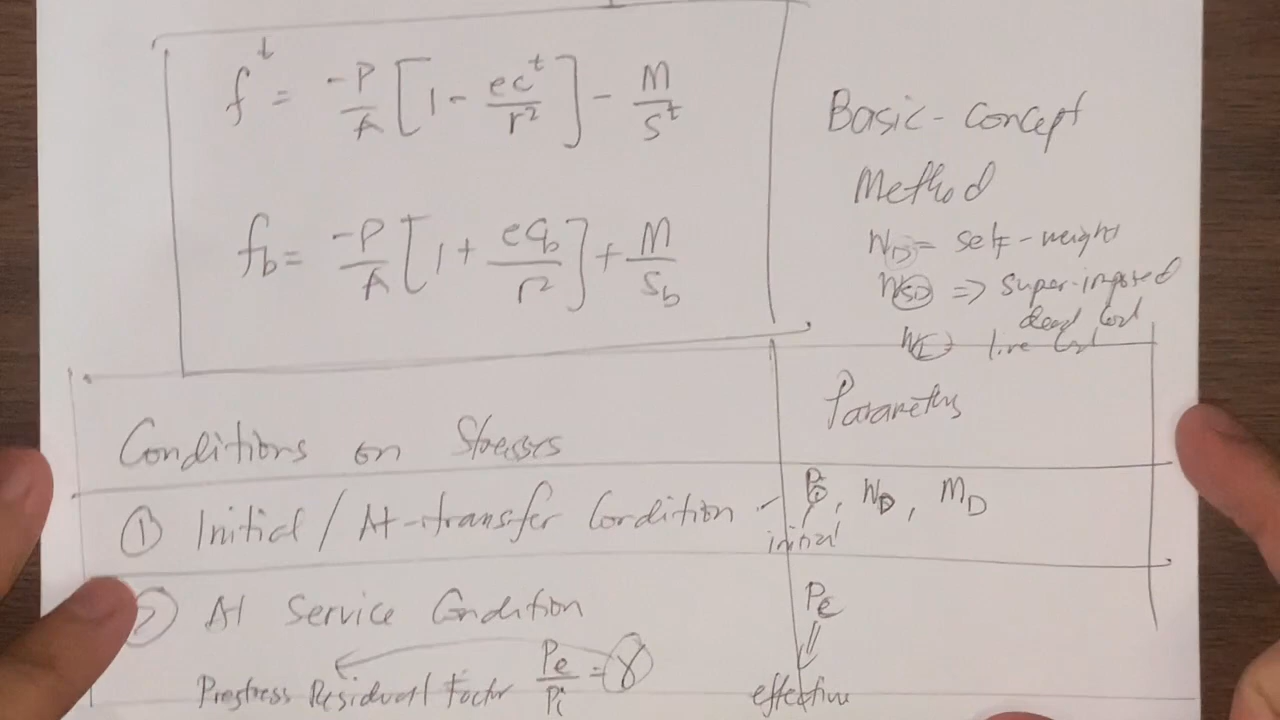 f^t = -P/A [1 - ec^t/r²] - M/S^t
f_b = -P/A [1 + ec_b/r²] + M/S_b
Basic-concept
Method
W_D = self-weight
W_SD => super-imposed
dead load
W_L => live load
Conditions on Stresses
Parameters
① Initial / At-transfer Condition - P_i, W_D, M_D
initial
② At Service Condition
P_e
Prestress Residual Factor P_e/P_i = γ
effective